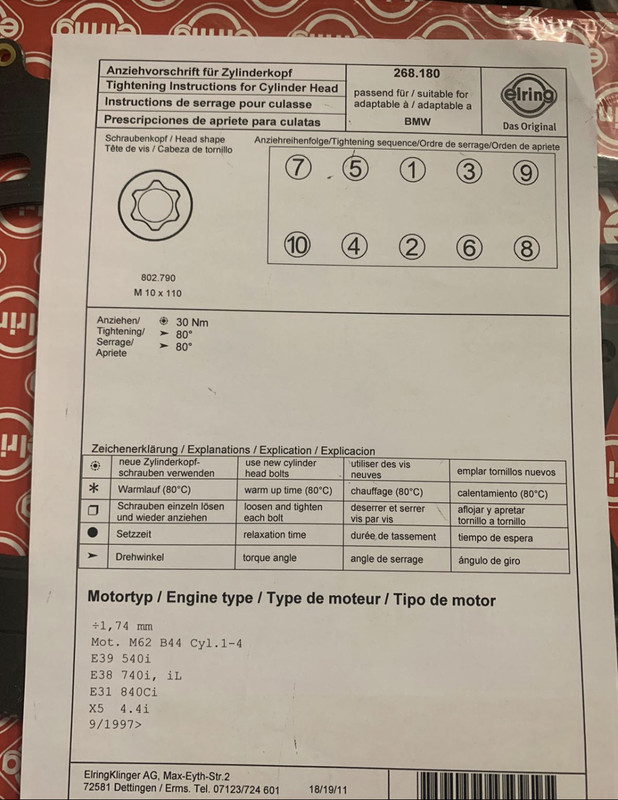 Anziehvorschrift für Zylinderkopf
Tightening Instructions for Cylinder Head
Instructions de serrage pour culasse
Prescripciones de apriete para culatas
268.180
passend für / suitable for
adaptable à / adaptable a
BMW
elring
Das Original
Schraubenkopf / Head shape
Tête de vis / Cabeza de tornillo
802.790
M 10 x 110
Anziehreihenfolge/Tightening sequence/Ordre de serrage/Orden de apriete
7 5 1 3 9
10 4 2 6 8
Anziehen/
Tightening/
Serrage/
Apriete
30 Nm
80°
80°
Zeichenerklärung / Explanations / Explication / Explicacion
neue Zylinderkopf-
schrauben verwenden
use new cylinder
head bolts
utiliser des vis
neuves
emplar tornillos nuevos
Warmlauf (80°C)
warm up time (80°C)
chauffage (80°C)
calentamiento (80°C)
Schrauben einzeln lösen
und wieder anziehen
loosen and tighten
each bolt
deserrer et serrer
vis par vis
aflojar y apretar
tornillo a tornillo
Setzzeit
relaxation time
durée de tassement
tiempo de espera
Drehwinkel
torque angle
angle de serrage
ángulo de giro
Motortyp / Engine type / Type de moteur / Tipo de motor
÷1,74 mm
Mot. M62 B44 Cyl.1-4
E39 540i
E38 740i, iL
E31 840Ci
X5 4.4i
9/1997>
ElringKlinger AG, Max-Eyth-Str.2
72581 Dettingen / Erms. Tel. 07123/724 601
18/19/11